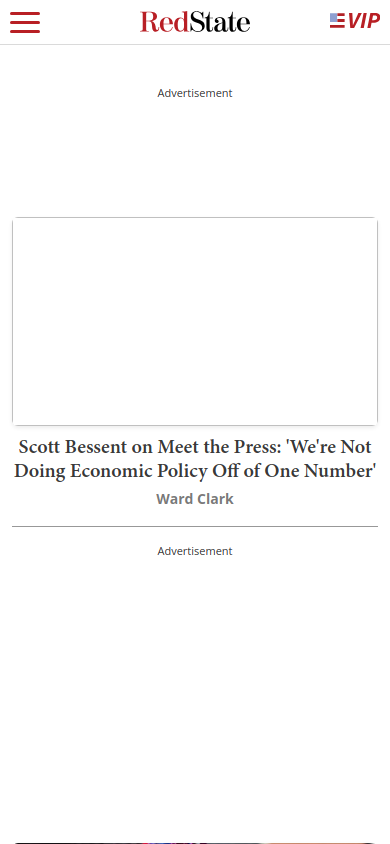 RedState
VIP
Advertisement
Scott Bessent on Meet the Press: 'We're Not
Doing Economic Policy Off of One Number'
Ward Clark
Advertisement